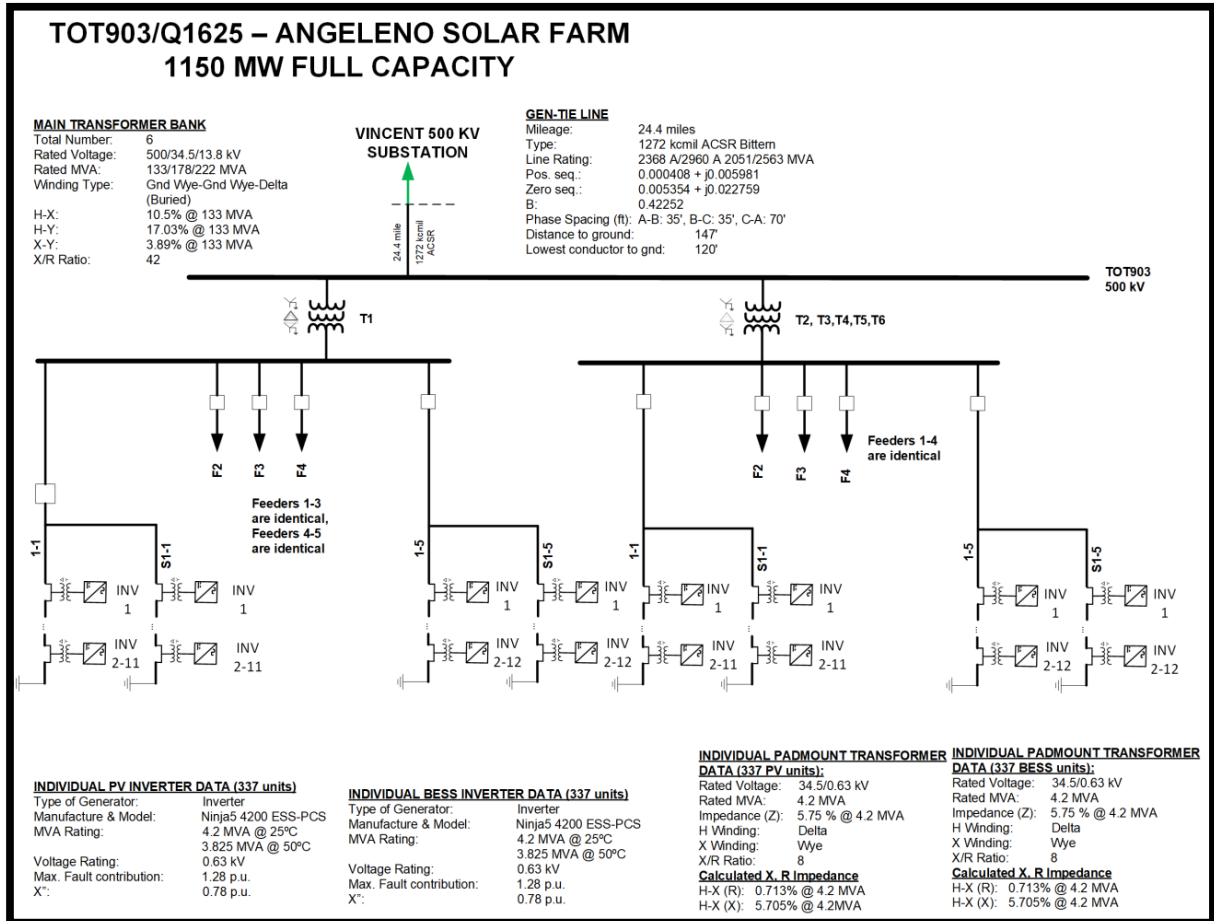 TOT903/Q1625 – ANGELENO SOLAR FARM
1150 MW FULL CAPACITY
MAIN TRANSFORMER BANK
Total Number: 6
Rated Voltage: 500/34.5/13.8 kV
Rated MVA: 133/178/222 MVA
Winding Type: Gnd Wye-Gnd Wye-Delta
(Buried)
H-X: 10.5% @ 133 MVA
H-Y: 17.03% @ 133 MVA
X-Y: 3.89% @ 133 MVA
X/R Ratio: 42
VINCENT 500 KV
SUBSTATION
24.4 mile
1272 kcmil
ACSR
GEN-TIE LINE
Mileage: 24.4 miles
Type: 1272 kcmil ACSR Bittern
Line Rating: 2368 A/2960 A 2051/2563 MVA
Pos. seq.: 0.000408 + j0.005981
Zero seq.: 0.005354 + j0.022759
B: 0.42252
Phase Spacing (ft): A-B: 35', B-C: 35', C-A: 70'
Distance to ground: 147'
Lowest conductor to gnd: 120'
TOT903
500 kV
T1
T2, T3,T4,T5,T6
F2
F3
F4
Feeders 1-3
are identical,
Feeders 4-5
are identical
F2
F3
F4
Feeders 1-4
are identical
1-1
S1-1
1-5
S1-5
1-1
S1-1
1-5
S1-5
INV
1
INV
1
INV
1
INV
1
INV
1
INV
1
INV
1
INV
1
INV
2-11
INV
2-11
INV
2-12
INV
2-12
INV
2-11
INV
2-11
INV
2-12
INV
2-12
INDIVIDUAL PV INVERTER DATA (337 units)
Type of Generator: Inverter
Manufacture & Model: Ninja5 4200 ESS-PCS
MVA Rating: 4.2 MVA @ 25ºC
3.825 MVA @ 50ºC
Voltage Rating: 0.63 kV
Max. Fault contribution: 1.28 p.u.
X": 0.78 p.u.
INDIVIDUAL BESS INVERTER DATA (337 units)
Type of Generator: Inverter
Manufacture & Model: Ninja5 4200 ESS-PCS
MVA Rating: 4.2 MVA @ 25ºC
3.825 MVA @ 50ºC
Voltage Rating: 0.63 kV
Max. Fault contribution: 1.28 p.u.
X": 0.78 p.u.
INDIVIDUAL PADMOUNT TRANSFORMER
DATA (337 PV units):
Rated Voltage: 34.5/0.63 kV
Rated MVA: 4.2 MVA
Impedance (Z): 5.75 % @ 4.2 MVA
H Winding: Delta
X Winding: Wye
X/R Ratio: 8
Calculated X, R Impedance
H-X (R): 0.713% @ 4.2 MVA
H-X (X): 5.705% @ 4.2MVA
INDIVIDUAL PADMOUNT TRANSFORMER
DATA (337 BESS units):
Rated Voltage: 34.5/0.63 kV
Rated MVA: 4.2 MVA
Impedance (Z): 5.75 % @ 4.2 MVA
H Winding: Delta
X Winding: Wye
X/R Ratio: 8
Calculated X, R Impedance
H-X (R): 0.713% @ 4.2 MVA
H-X (X): 5.705% @ 4.2 MVA